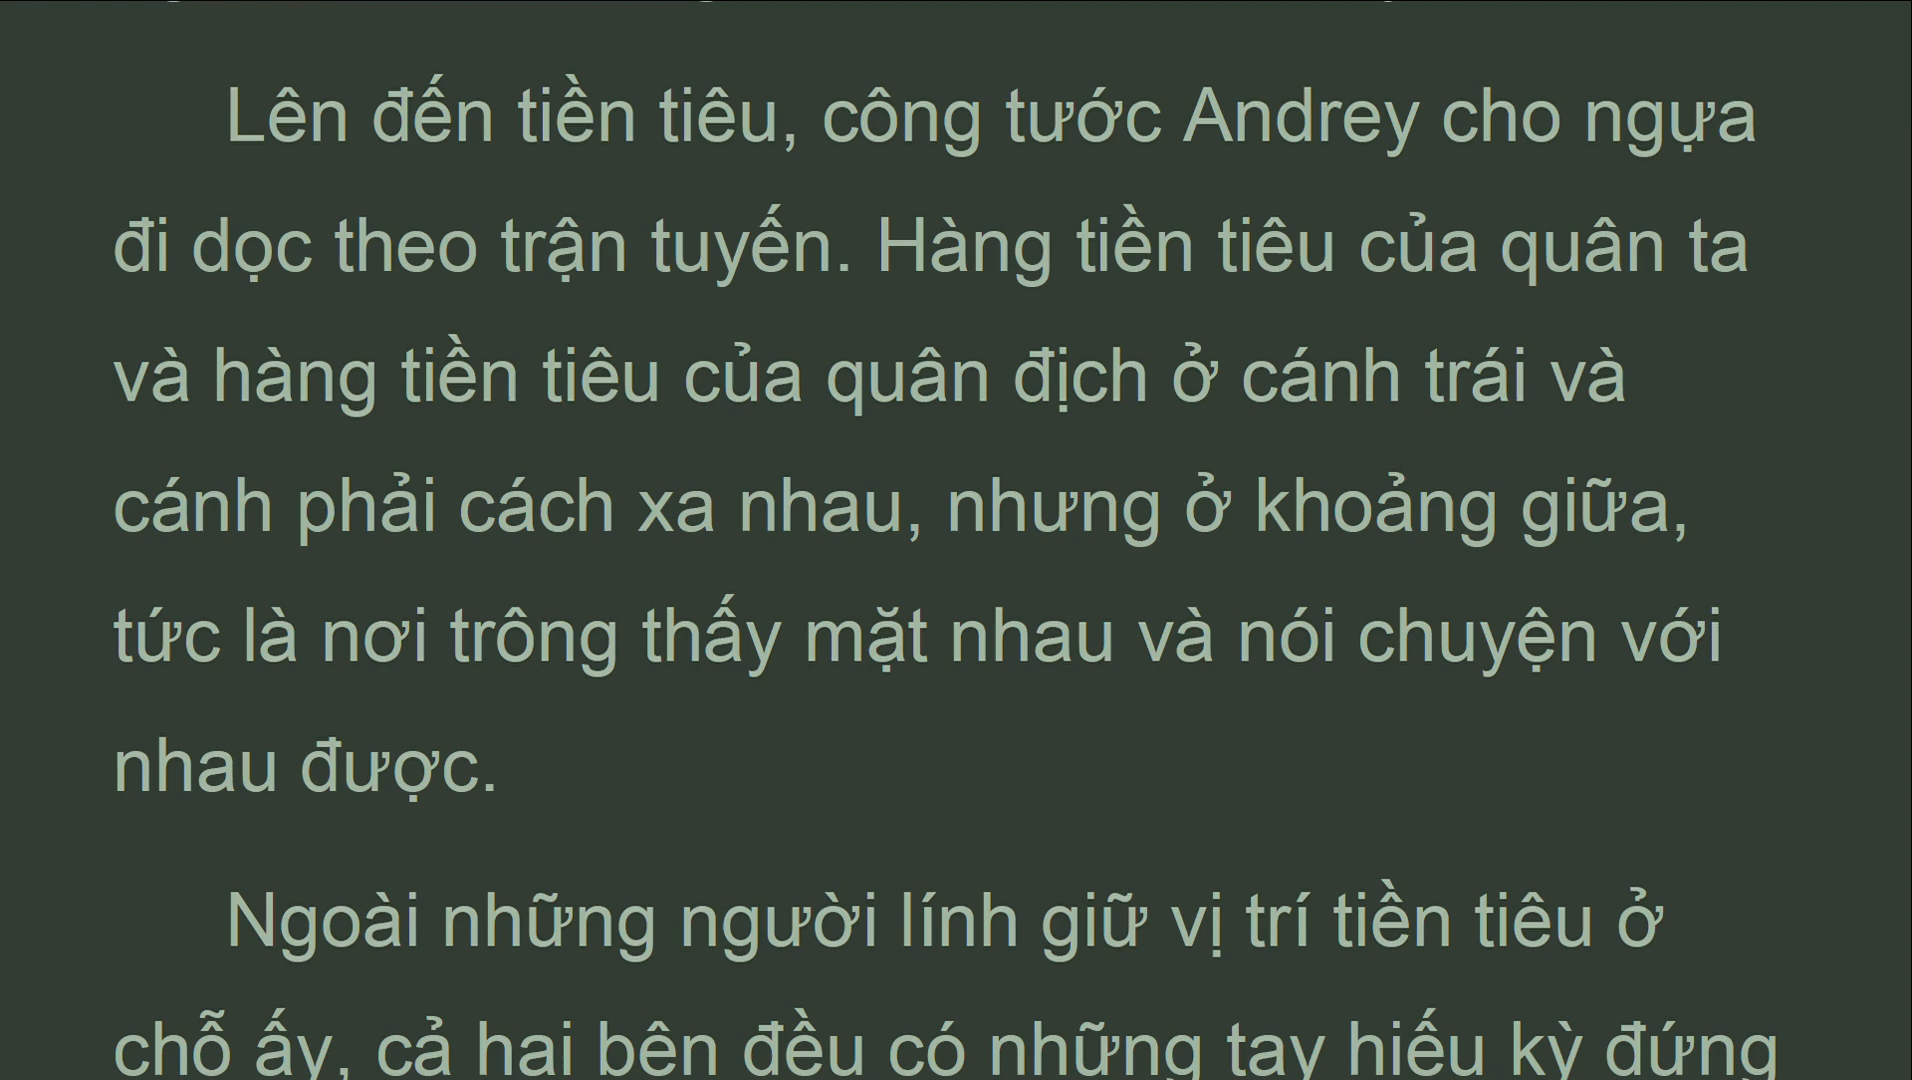 Lên đến tiền tiêu, công tước Andrey cho ngựa
đi dọc theo trận tuyến. Hàng tiền tiêu của quân ta
và hàng tiền tiêu của quân địch ở cánh trái và
cánh phải cách xa nhau, nhưng ở khoảng giữa,
tức là nơi trông thấy mặt nhau và nói chuyện với
nhau được.
Ngoài những người lính giữ vị trí tiền tiêu ở
chỗ ấy, cả hai bên đều có những tay hiếu kỳ đứng